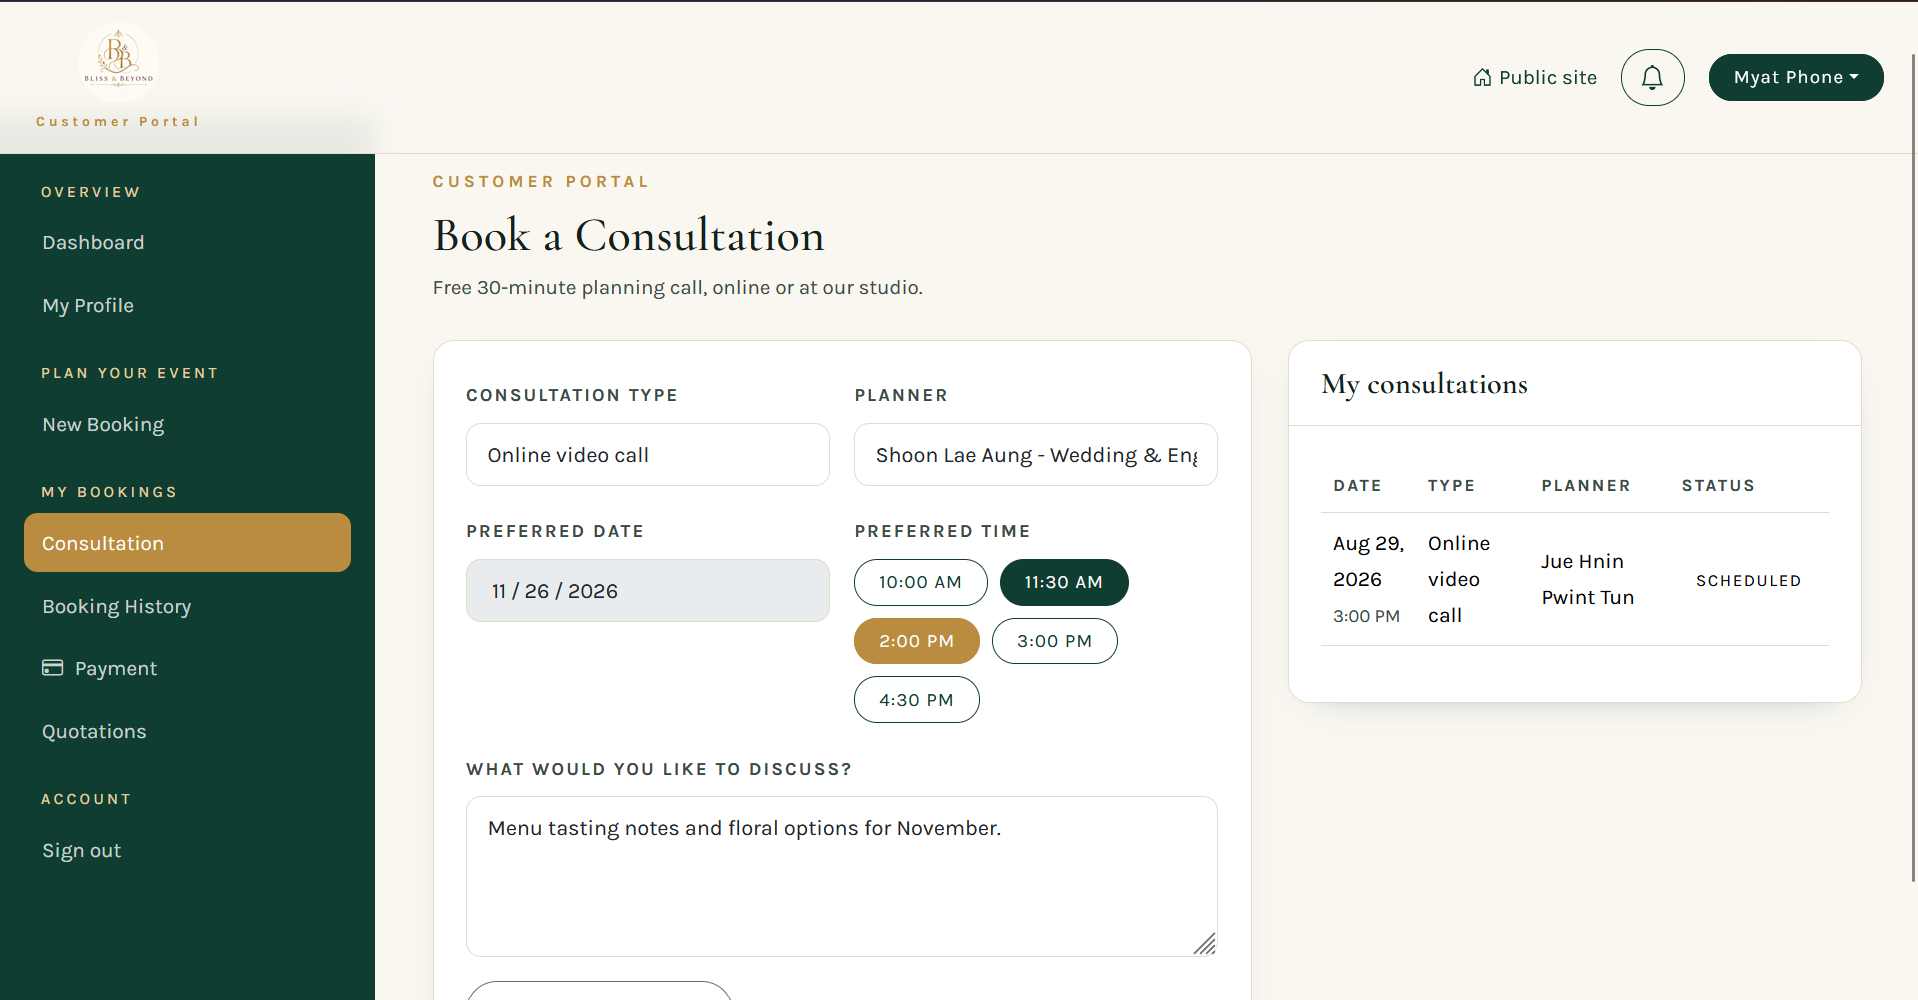 B&B
BLISS & BEYOND
Customer Portal
Public site
Myat Phone
OVERVIEW
Dashboard
My Profile
PLAN YOUR EVENT
New Booking
MY BOOKINGS
Consultation
Booking History
Payment
Quotations
ACCOUNT
Sign out
CUSTOMER PORTAL
Book a Consultation
Free 30-minute planning call, online or at our studio.
CONSULTATION TYPE
Online video call
PLANNER
Shoon Lae Aung - Wedding & Eng
PREFERRED DATE
11 / 26 / 2026
PREFERRED TIME
10:00 AM
11:30 AM
2:00 PM
3:00 PM
4:30 PM
WHAT WOULD YOU LIKE TO DISCUSS?
Menu tasting notes and floral options for November.
My consultations
DATE TYPE PLANNER STATUS
Aug 29,
2026
3:00 PM
Online
video
call
Jue Hnin
Pwint Tun
SCHEDULED